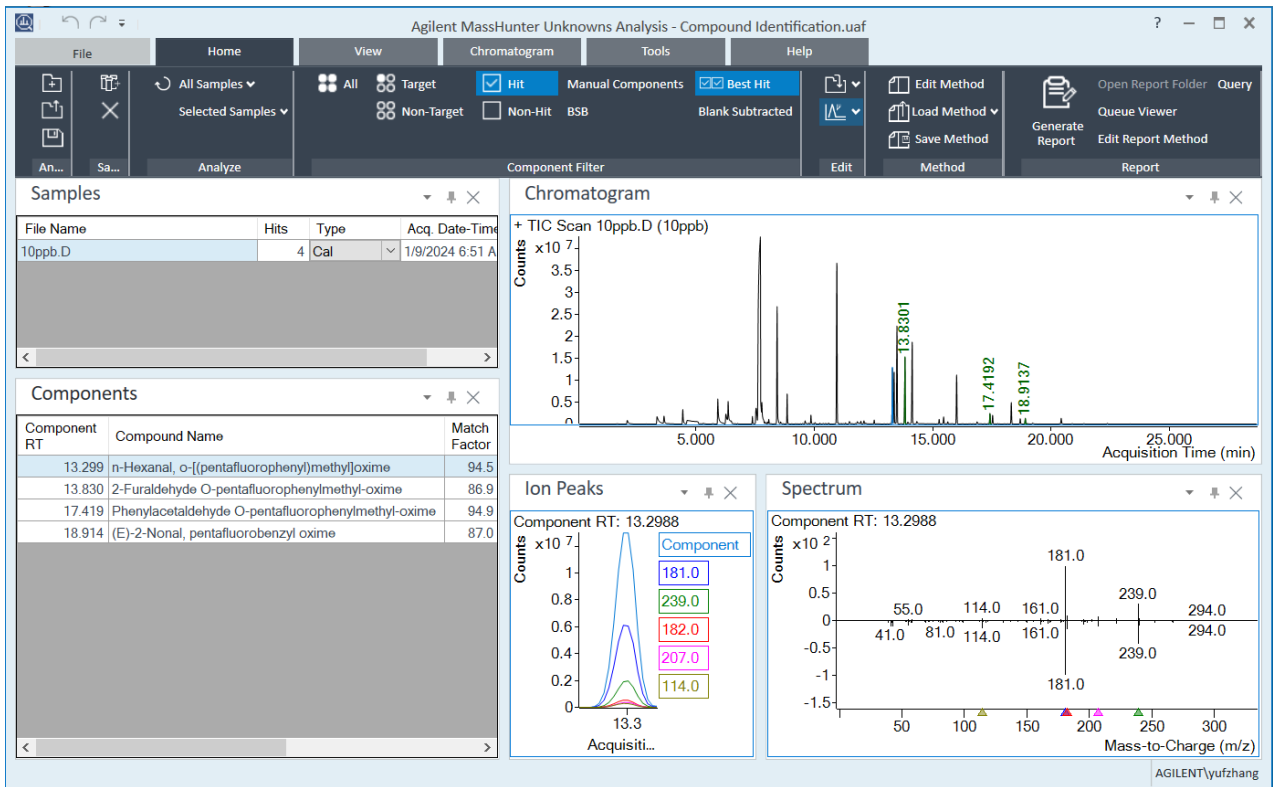 Agilent MassHunter Unknowns Analysis - Compound Identification.uaf
File Home View Chromatogram Tools Help
All Samples
Selected Samples
All Target
Non-Target
Hit Manual Components Best Hit
Non-Hit BSB Blank Subtracted
Edit Method
Load Method
Save Method
Generate
Report
Open Report Folder Query
Queue Viewer
Edit Report Method
An... Sa... Analyze Component Filter Edit Method Report
Samples
File Name Hits Type Acq. Date-Time
10ppb.D 4 Cal 1/9/2024 6:51 A
Components
Component
RT Compound Name Match
Factor
13.299 n-Hexanal, o-[(pentafluorophenyl)methyl]oxime 94.5
13.830 2-Furaldehyde O-pentafluorophenylmethyl-oxime 86.9
17.419 Phenylacetaldehyde O-pentafluorophenylmethyl-oxime 94.9
18.914 (E)-2-Nonal, pentafluorobenzyl oxime 87.0
Chromatogram
+ TIC Scan 10ppb.D (10ppb)
Counts
x10 7
3.5
3
2.5
2
1.5
1
0.5
0
13.8301
17.4192
18.9137
5.000 10.000 15.000 20.000 25.000
Acquisition Time (min)
Ion Peaks
Component RT: 13.2988
Counts
x10 7
1
0.8
0.6
0.4
0.2
0
Component
181.0
239.0
182.0
207.0
114.0
13.3
Acquisiti...
Spectrum
Component RT: 13.2988
Counts
x10 2
1
0.5
0
-0.5
-1
-1.5
181.0
239.0
55.0 114.0 161.0 294.0
41.0 81.0 114.0 161.0 294.0
239.0
181.0
50 100 150 200 250 300
Mass-to-Charge (m/z)
AGILENT\yufzhang